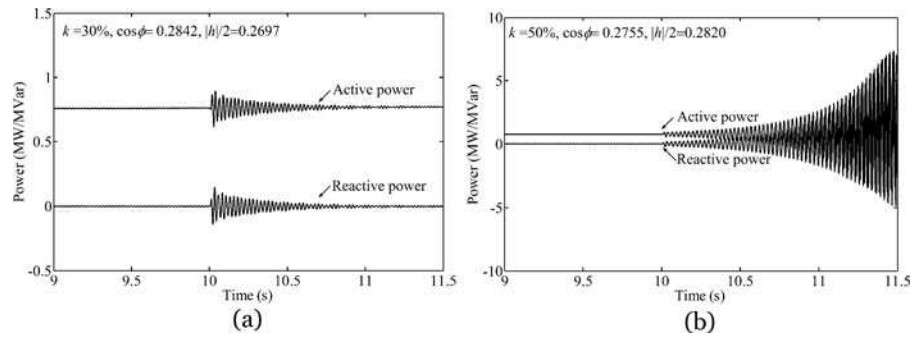 k =30%, cosϕ= 0.2842, |h|/2=0.2697
Power (MW/MVar)
1.5
1
0.5
0
-0.5
Active power
Reactive power
9 9.5 10 10.5 11 11.5
Time (s)
(a)
k =50%, cosϕ= 0.2755, |h|/2=0.2820
Power (MW/MVar)
10
5
0
-5
-10
Active power
Reactive power
9 9.5 10 10.5 11 11.5
Time (s)
(b)